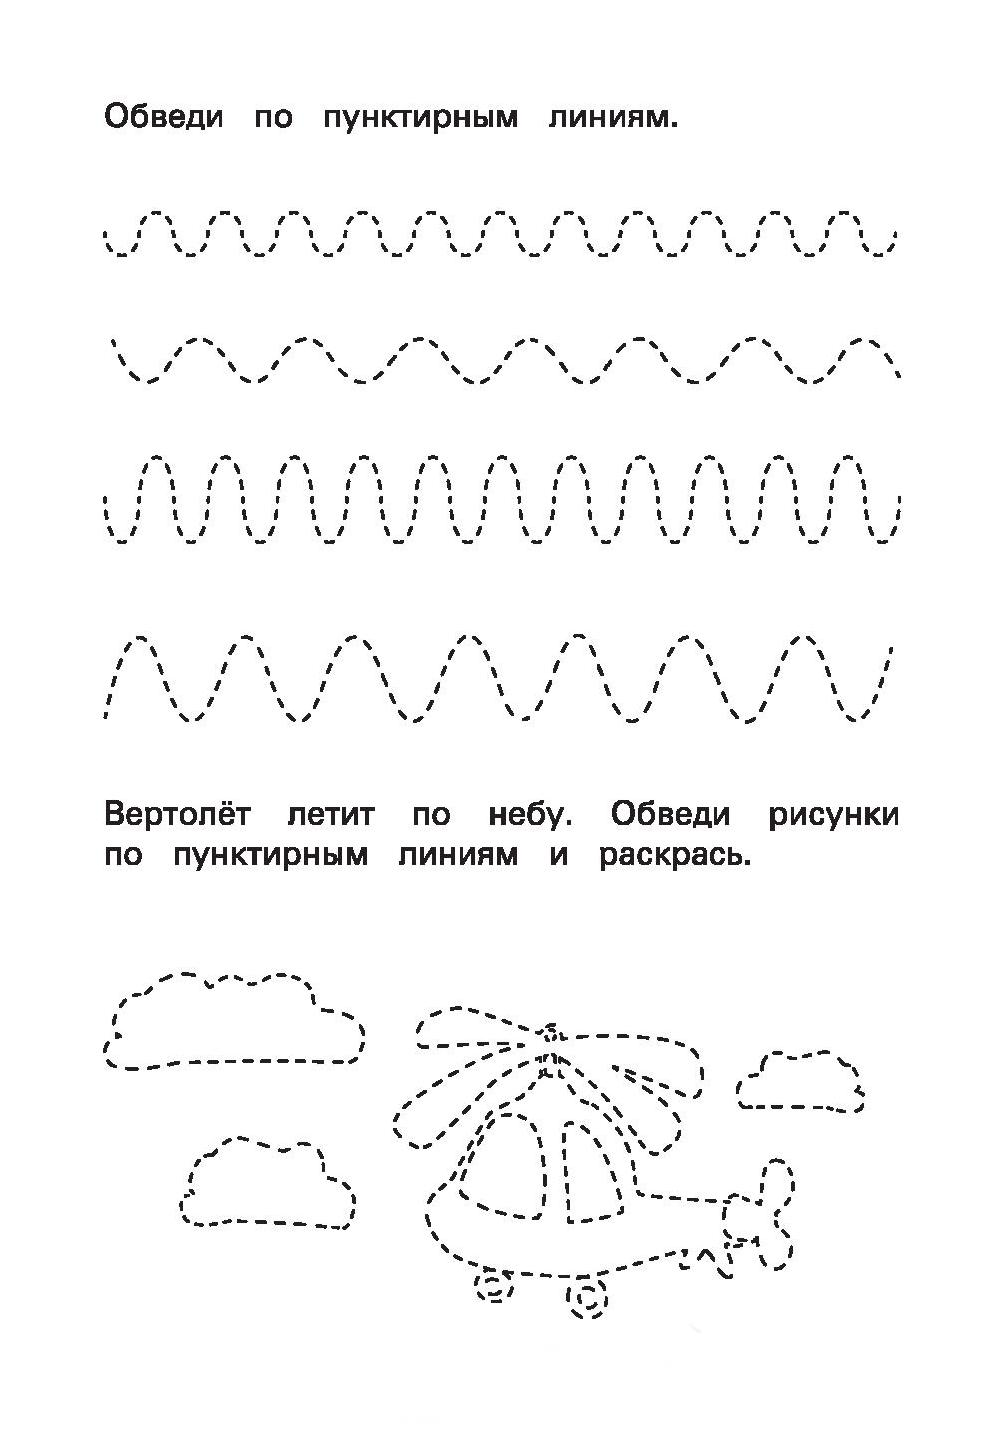 Обведи по пунктирным линиям.
Вертолёт летит по небу. Обведи рисунки
по пунктирным линиям и раскрась.